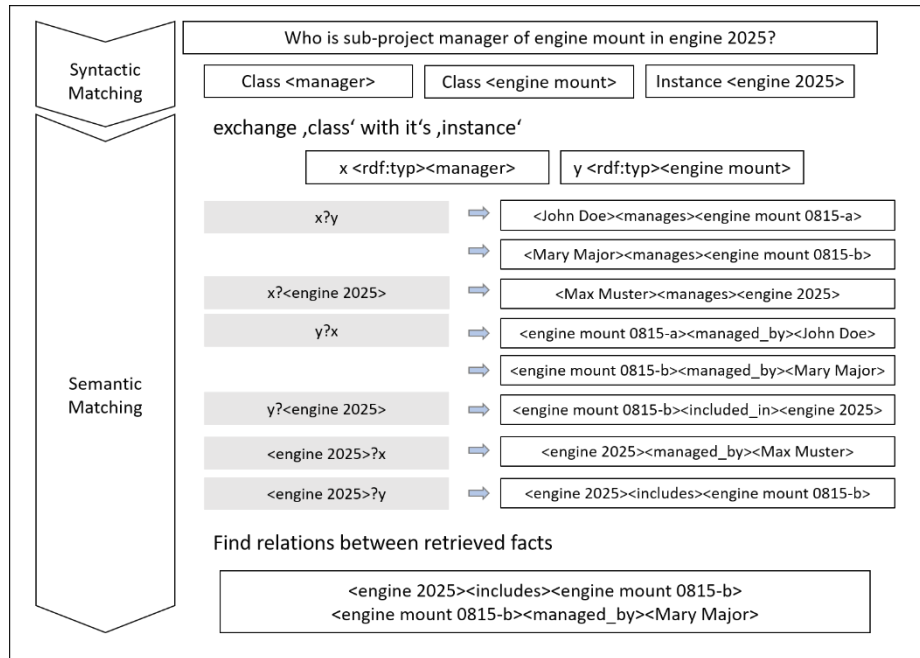 Who is sub-project manager of engine mount in engine 2025?
Syntactic
Matching
Class <manager>
Class <engine mount>
Instance <engine 2025>
exchange ‚class‘ with it‘s ‚instance‘
x <rdf:typ><manager>
y <rdf:typ><engine mount>
x?y
<John Doe><manages><engine mount 0815-a>
<Mary Major><manages><engine mount 0815-b>
x?<engine 2025>
<Max Muster><manages><engine 2025>
y?x
<engine mount 0815-a><managed_by><John Doe>
<engine mount 0815-b><managed_by><Mary Major>
Semantic
Matching
y?<engine 2025>
<engine mount 0815-b><included_in><engine 2025>
<engine 2025>?x
<engine 2025><managed_by><Max Muster>
<engine 2025>?y
<engine 2025><includes><engine mount 0815-b>
Find relations between retrieved facts
<engine 2025><includes><engine mount 0815-b>
<engine mount 0815-b><managed_by><Mary Major>